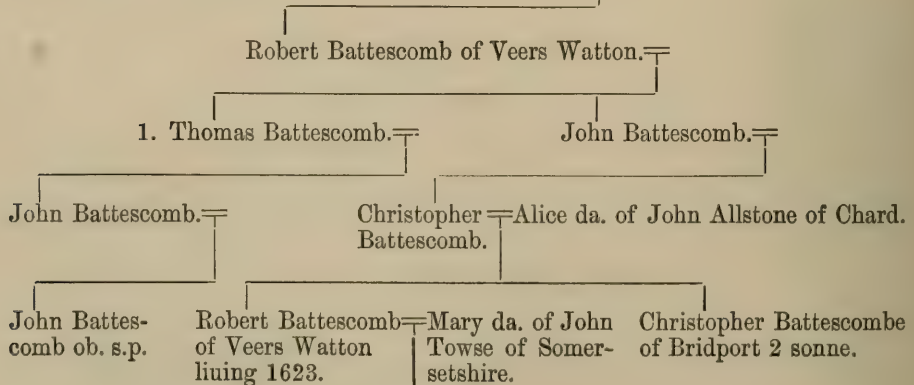 Robert Battescomb of Veers Watton.
1. Thomas Battescomb.
John Battescomb.
John Battescomb.
Christopher Battescomb.
Alice da. of John Allstone of Chard.
John Battes-
comb ob. s.p.
Robert Battescomb
of Veers Watton
liuing 1623.
Mary da. of John
Towse of Somer-
setshire.
Christopher Battescombe
of Bridport 2 sonne.